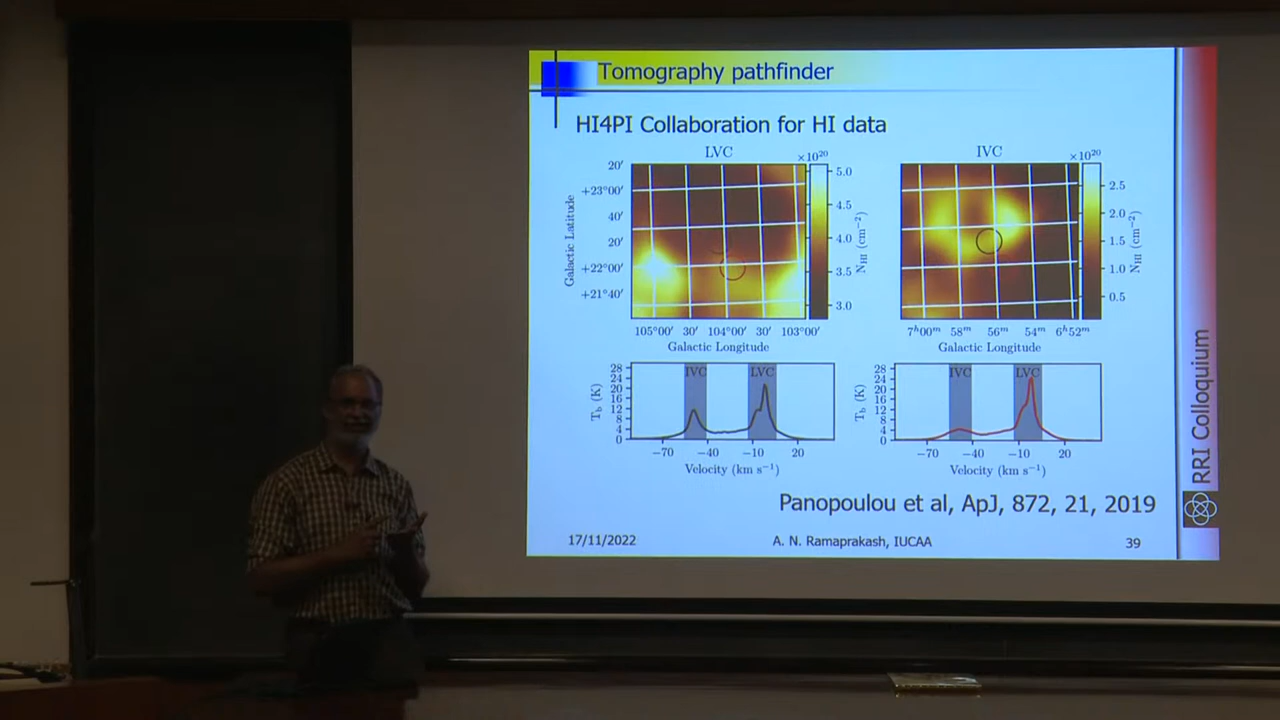 Tomography pathfinder
HI4PI Collaboration for HI data
LVC
×10²⁰
20′
+23°00′
40′
20′
+22°00′
+21°40′
Galactic Latitude
5.0
4.5
4.0
3.5
3.0
N_HI (cm⁻²)
105°00′ 30′ 104°00′ 30′ 103°00′
Galactic Longitude
IVC
×10²⁰
2.5
2.0
1.5
1.0
0.5
N_HI (cm⁻²)
7ʰ00ᵐ 58ᵐ 56ᵐ 54ᵐ 6ʰ52ᵐ
Galactic Longitude
IVC LVC
28
24
20
16
12
8
4
0
T_b (K)
−70 −40 −10 20
Velocity (km s⁻¹)
IVC LVC
28
24
20
16
12
8
4
0
T_b (K)
−70 −40 −10 20
Velocity (km s⁻¹)
Panopoulou et al, ApJ, 872, 21, 2019
17/11/2022 A. N. Ramaprakash, IUCAA 39
RRI Colloquium